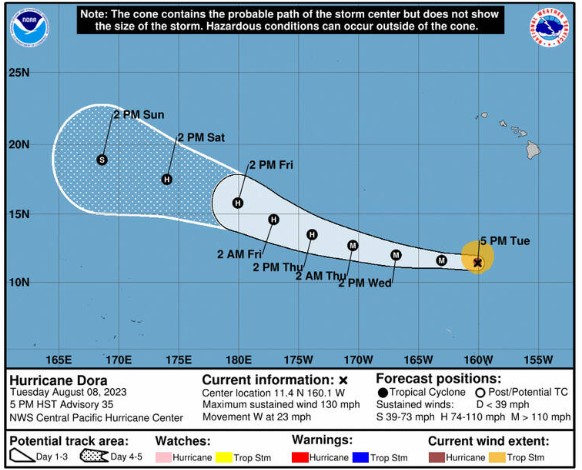 Note: The cone contains the probable path of the storm center but does not show
the size of the storm. Hazardous conditions can occur outside of the cone.
NOAA
NATIONAL WEATHER SERVICE
25N
2 PM Sun
2 PM Sat
20N
2 PM Fri
S
H
H
15N
5 PM Tue
H
H
M
M
M
2 AM Fri
2 PM Thu
2 AM Thu
2 PM Wed
10N
165E 170E 175E 180E 175W 170W 165W 160W 155W
Hurricane Dora
Tuesday August 08, 2023
5 PM HST Advisory 35
NWS Central Pacific Hurricane Center
Current information: ×
Center location 11.4 N 160.1 W
Maximum sustained wind 130 mph
Movement W at 23 mph
Forecast positions:
● Tropical Cyclone ○ Post/Potential TC
Sustained winds: D < 39 mph
S 39-73 mph H 74-110 mph M > 110 mph
Potential track area:
Day 1-3 Day 4-5
Watches:
Hurricane Trop Stm
Warnings:
Hurricane Trop Stm
Current wind extent:
Hurricane Trop Stm